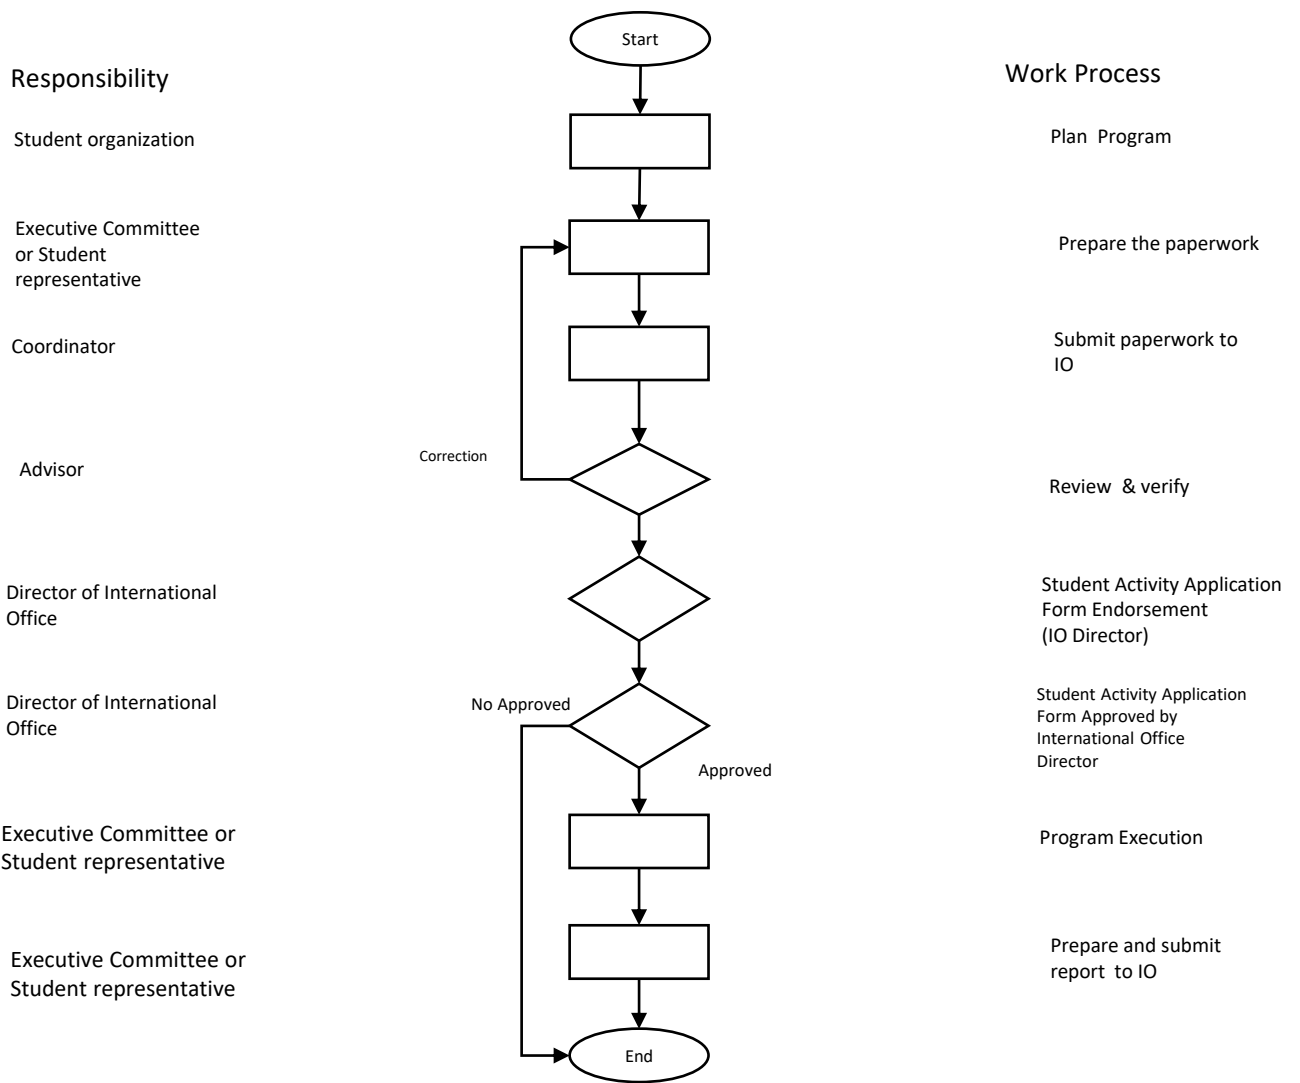 Start
Responsibility
Work Process
Student organization
Plan Program
Executive Committee
or Student
representative
Prepare the paperwork
Coordinator
Submit paperwork to
IO
Correction
Advisor
Review & verify
Director of International
Office
Student Activity Application
Form Endorsement
(IO Director)
Director of International
Office
No Approved
Student Activity Application
Form Approved by
International Office
Director
Approved
Executive Committee or
Student representative
Program Execution
Executive Committee or
Student representative
Prepare and submit
report to IO
End